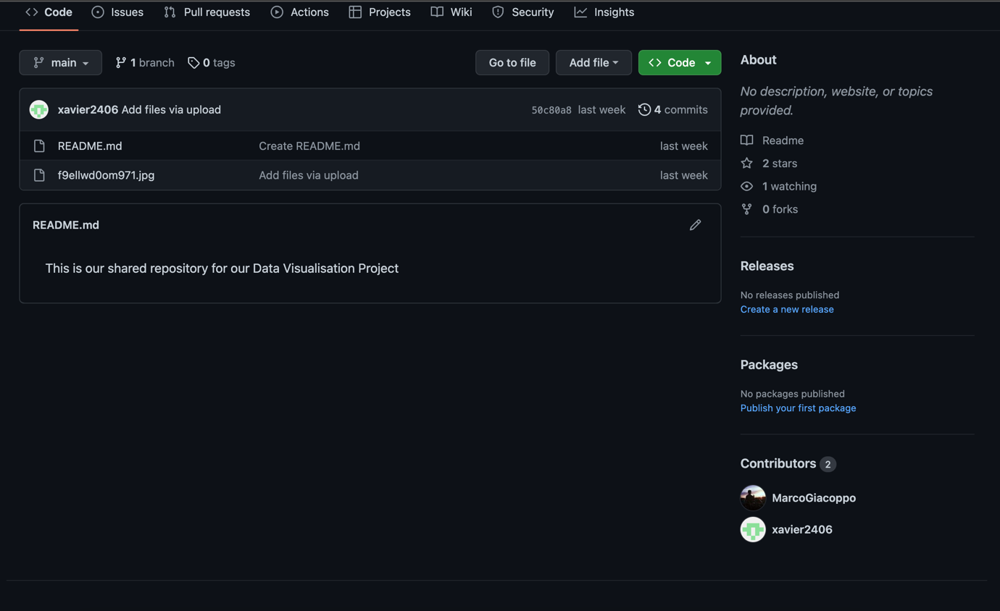 Code Issues Pull requests Actions Projects Wiki Security Insights
main 1 branch 0 tags Go to file Add file Code
xavier2406 Add files via upload 50c80a8 last week 4 commits
README.md Create README.md last week
f9ellwd0om971.jpg Add files via upload last week
README.md
This is our shared repository for our Data Visualisation Project
About
No description, website, or topics
provided.
Readme
2 stars
1 watching
0 forks
Releases
No releases published
Create a new release
Packages
No packages published
Publish your first package
Contributors 2
MarcoGiacoppo
xavier2406